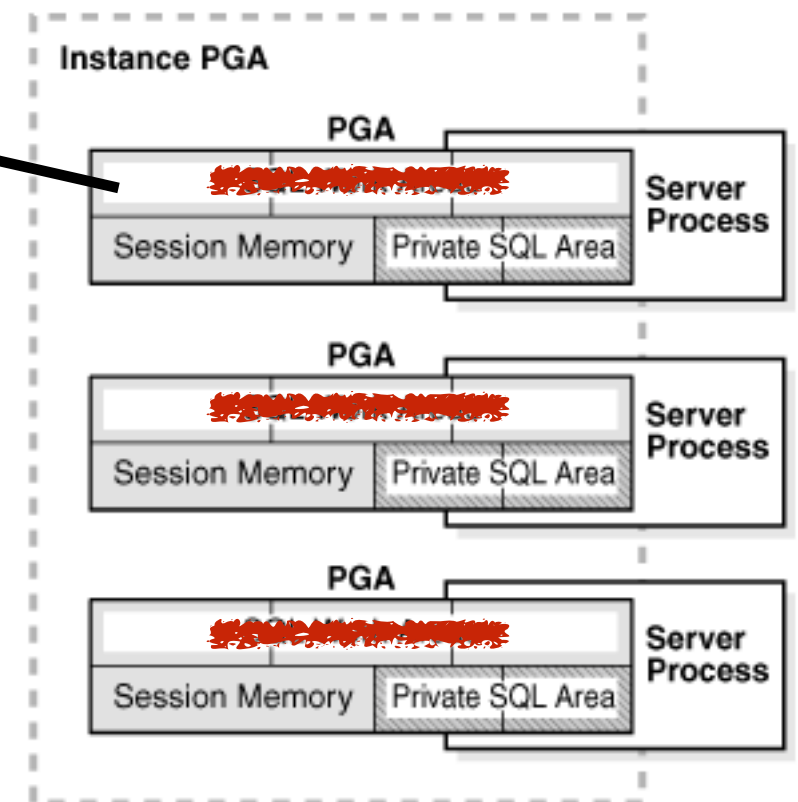 Instance PGA
PGA
Server
Process
Session Memory
Private SQL Area
PGA
Server
Process
Session Memory
Private SQL Area
PGA
Server
Process
Session Memory
Private SQL Area